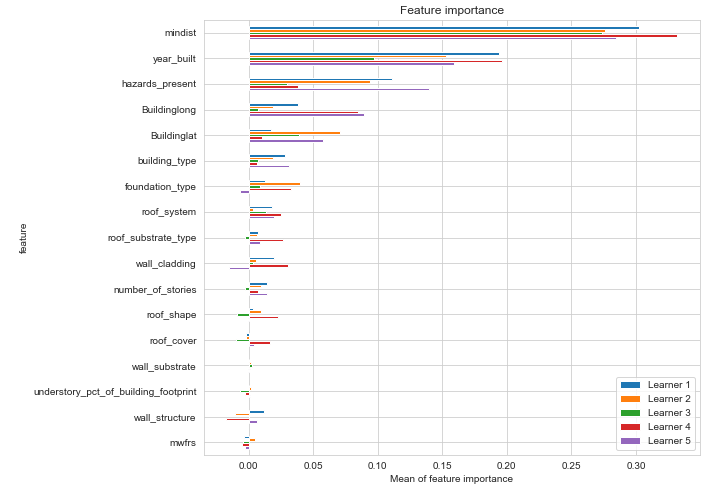 Feature importance
mindist
year_built
hazards_present
Buildinglong
Buildinglat
building_type
foundation_type
roof_system
roof_substrate_type
wall_cladding
number_of_stories
roof_shape
roof_cover
wall_substrate
understory_pct_of_building_footprint
wall_structure
mwfrs
feature
Learner 1
Learner 2
Learner 3
Learner 4
Learner 5
0.00 0.05 0.10 0.15 0.20 0.25 0.30
Mean of feature importance